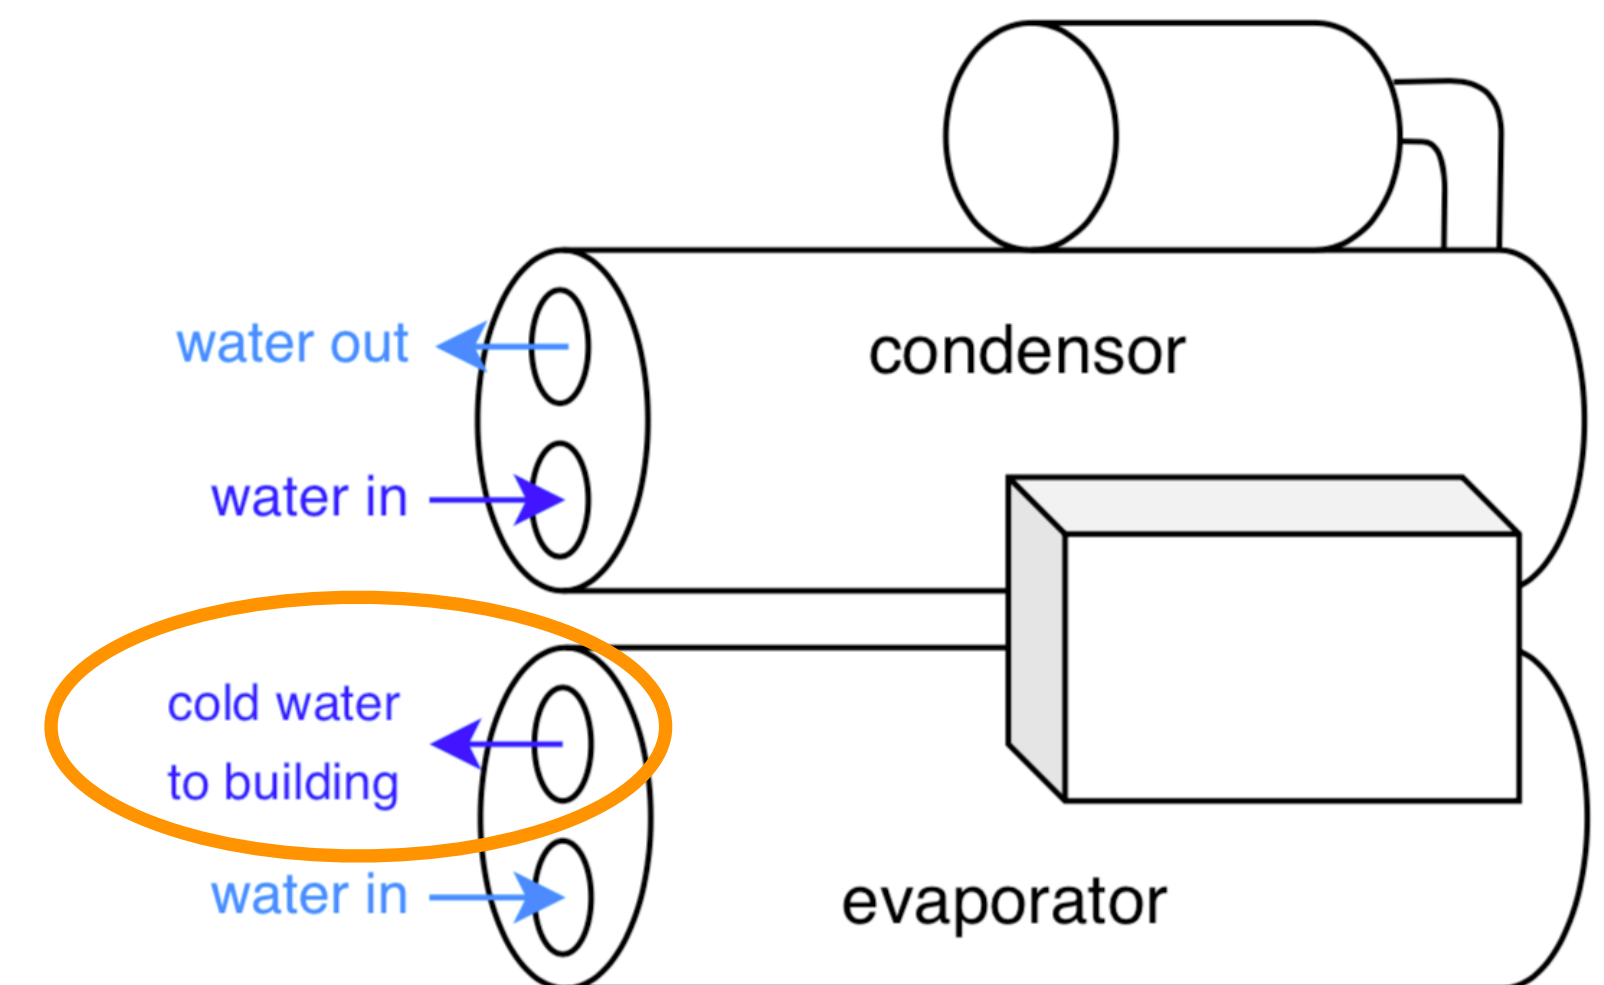 water out
condensor
water in
cold water
to building
water in
evaporator